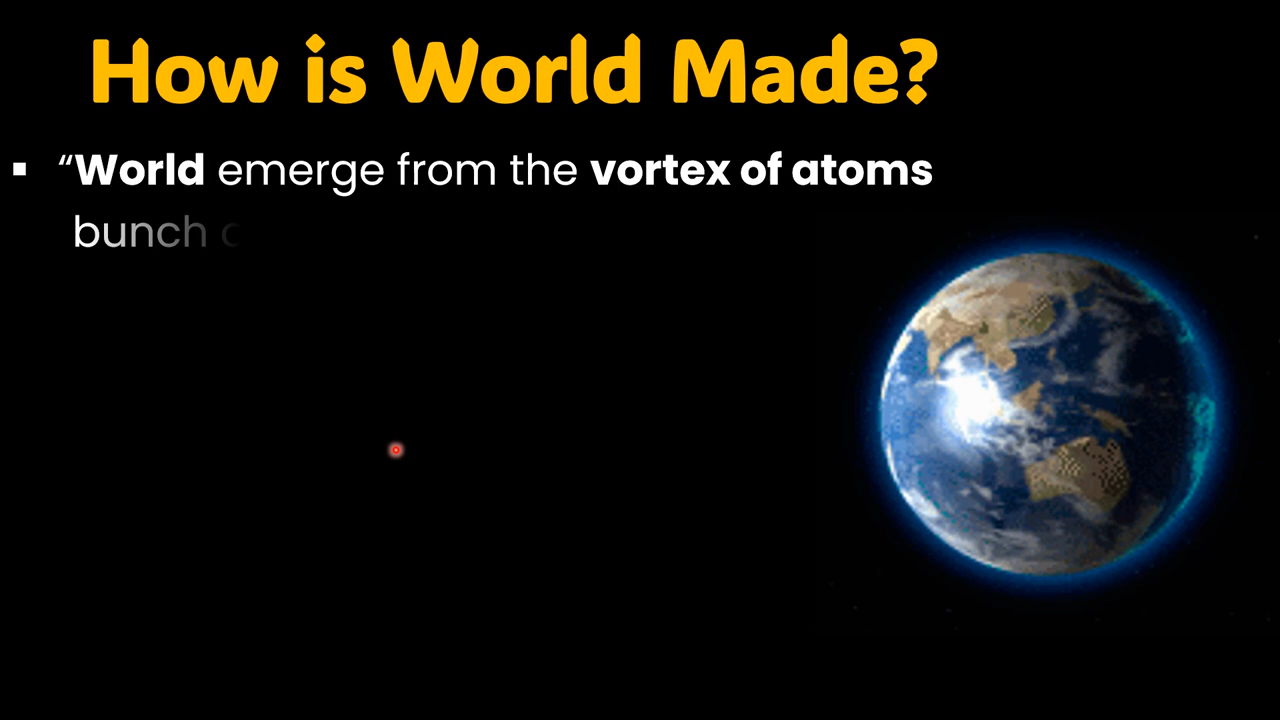 How is World Made?
▪ “World emerge from the vortex of atoms
bunch